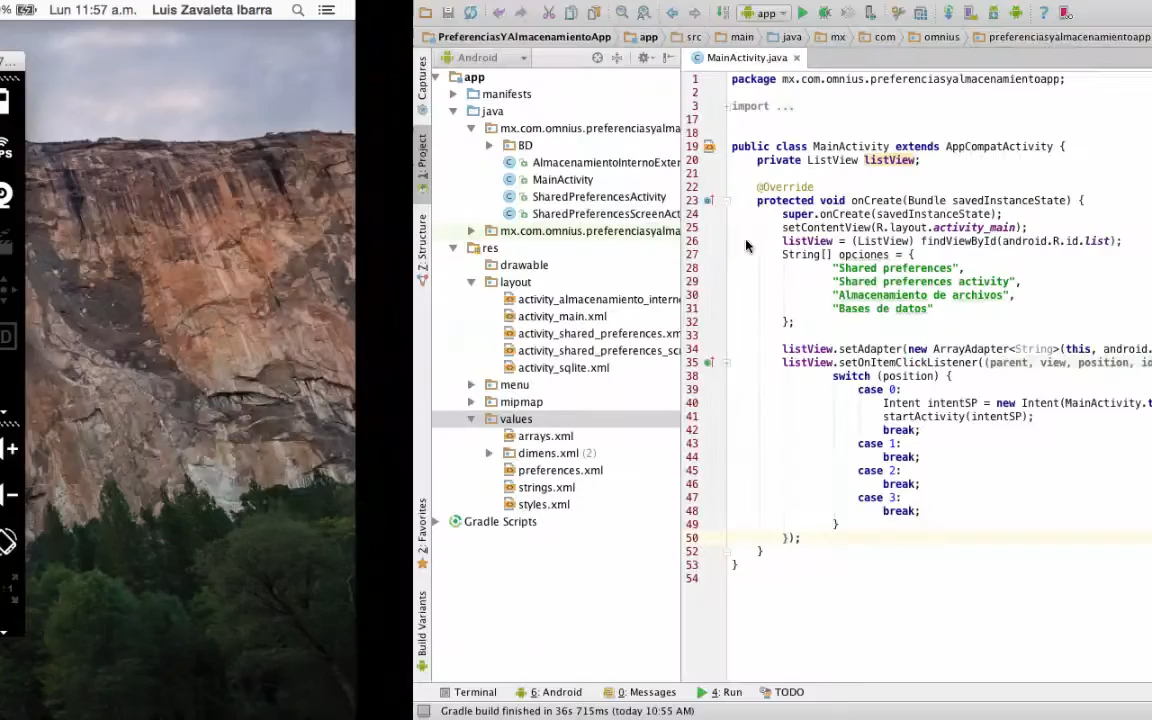 % Lun 11:57 a.m. Luis Zavaleta Ibarra
7...
app
PreferenciasYAlmacenamientoApp app src main java mx com omnius preferenciasyalmacenamientoapp
Android
MainActivity.java
Captures
1: Project
7: Structure
2: Favorites
Build Variants
app
manifests
java
mx.com.omnius.preferenciasyalma
BD
AlmacenamientoInternoExter
MainActivity
SharedPreferencesActivity
SharedPreferencesScreenAct
mx.com.omnius.preferenciasyalma
res
drawable
layout
activity_almacenamiento_intern
activity_main.xml
activity_shared_preferences.xm
activity_shared_preferences_scr
activity_sqlite.xml
menu
mipmap
values
arrays.xml
dimens.xml (2)
preferences.xml
strings.xml
styles.xml
Gradle Scripts
1 package mx.com.omnius.preferenciasyalmacenamientoapp;
2
3 import ...
17
18
19 public class MainActivity extends AppCompatActivity {
20 private ListView listView;
21
22 @Override
23 protected void onCreate(Bundle savedInstanceState) {
24 super.onCreate(savedInstanceState);
25 setContentView(R.layout.activity_main);
26 listView = (ListView) findViewById(android.R.id.list);
27 String[] opciones = {
28 "Shared preferences",
29 "Shared preferences activity",
30 "Almacenamiento de archivos",
31 "Bases de datos"
32 };
33
34 listView.setAdapter(new ArrayAdapter<String>(this, android.
35 listView.setOnItemClickListener((parent, view, position, id
38 switch (position) {
39 case 0:
40 Intent intentSP = new Intent(MainActivity.t
41 startActivity(intentSP);
42 break;
43 case 1:
44 break;
45 case 2:
46 break;
47 case 3:
48 break;
49 }
50 });
52 }
53 }
54
Terminal 6: Android 0: Messages 4: Run TODO
Gradle build finished in 36s 715ms (today 10:55 AM)